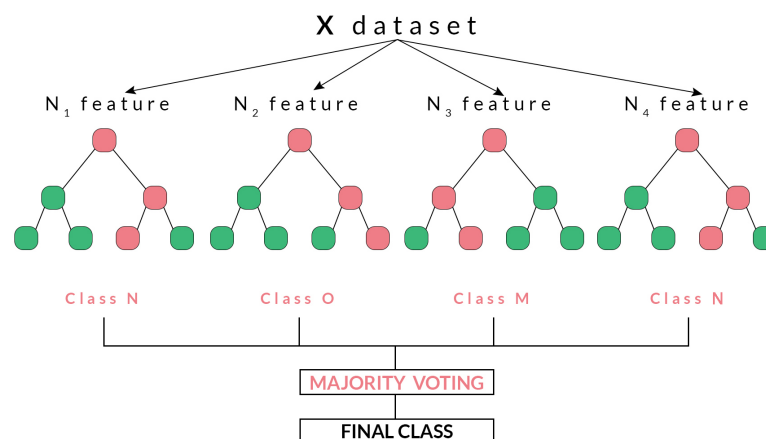 X dataset
N₁ feature N₂ feature N₃ feature N₄ feature
Class N Class O Class M Class N
MAJORITY VOTING
FINAL CLASS